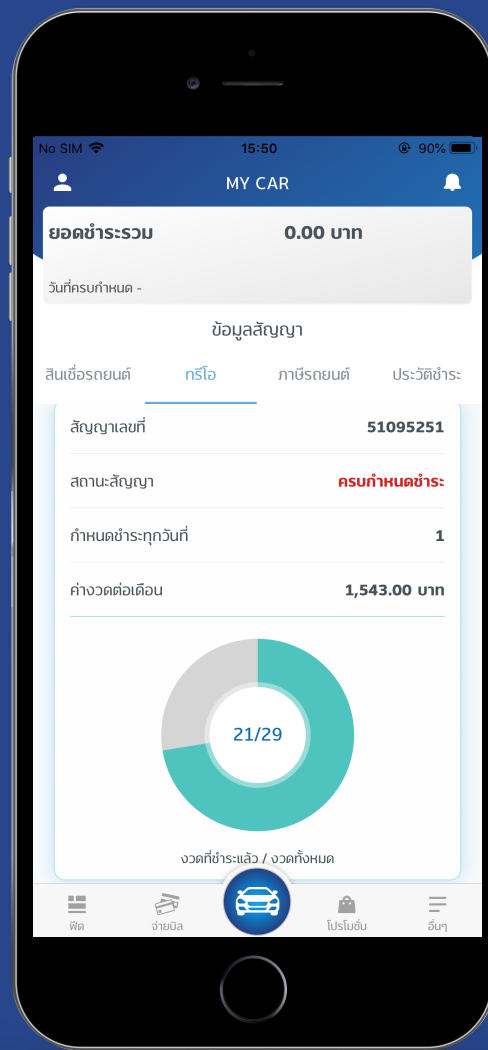 No SIM 15:50 90%
MY CAR
ยอดชำระรวม 0.00 บาท
วันที่ครบกำหนด -
ข้อมูลสัญญา
สินเชื่อรถยนต์ ทรีโอ ภาษีรถยนต์ ประวัติชำระ
สัญญาเลขที่ 51095251
สถานะสัญญา ครบกำหนดชำระ
กำหนดชำระทุกวันที่ 1
ค่างวดต่อเดือน 1,543.00 บาท
21/29
งวดที่ชำระแล้ว / งวดทั้งหมด
ฟีด จ่ายบิล โปรโมชั่น อื่นๆ